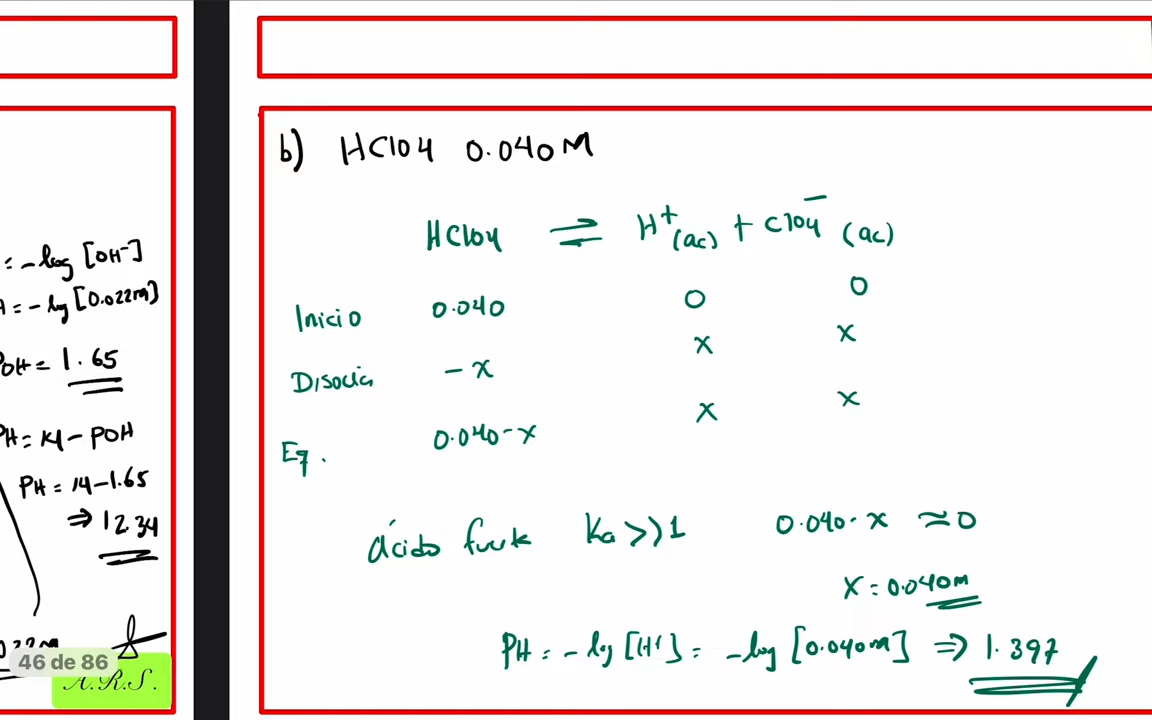 = -log [OH⁻]
H = -log [0.022M]
POH = 1.65
PH = 14 - POH
PH = 14 - 1.65
⇒ 12.34
46 de 86
A.R.S.
b) HClO4 0.040M
HClO4 ⇌ H⁺(ac) + ClO4⁻ (ac)
Inicio 0.040 0 0
Disocia - x x x
Eq. 0.040 - x x x
ácido fuerte Ka >> 1 0.040 - x ≈ 0
X = 0.040M
PH = -log [H⁺] = -log [0.040M] ⇒ 1.397